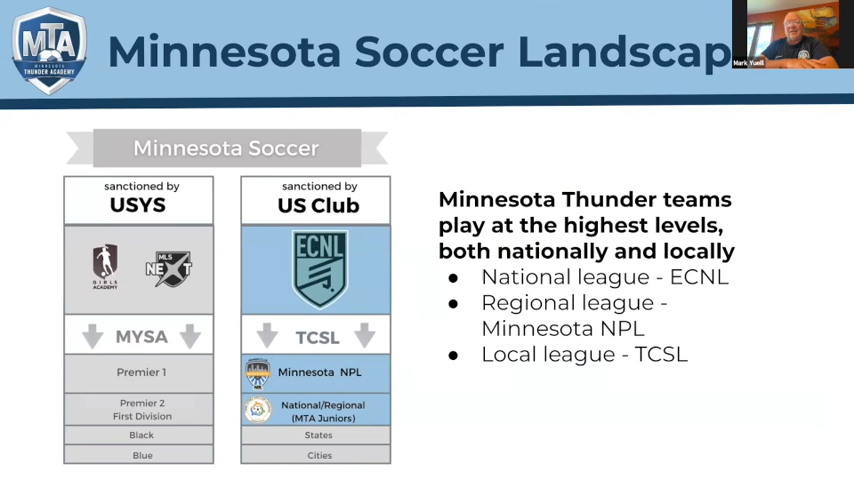 MTA
MINNESOTA
THUNDER ACADEMY
Minnesota Soccer Landscap
Mark Yuell
Minnesota Soccer
sanctioned by
USYS
GIRLS
ACADEMY
MLS
NEXT
MYSA
Premier 1
Premier 2
First Division
Black
Blue
sanctioned by
US Club
ECNL
TCSL
Minnesota NPL
National/Regional
(MTA Juniors)
States
Cities
Minnesota Thunder teams
play at the highest levels,
both nationally and locally
● National league - ECNL
● Regional league -
Minnesota NPL
● Local league - TCSL